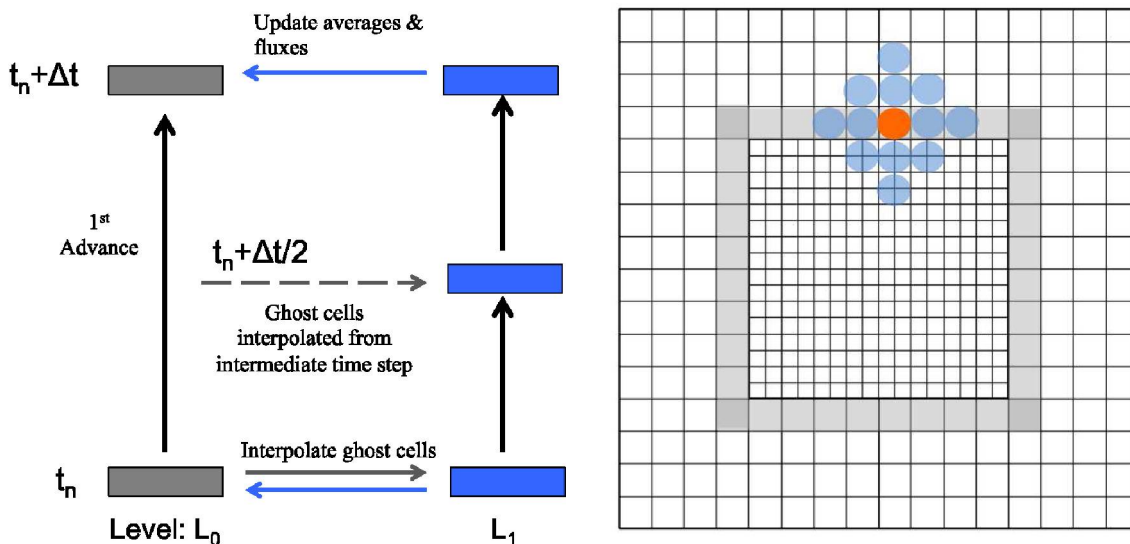 Update averages &
fluxes
tₙ+Δt
1ˢᵗ
Advance
tₙ+Δt/2
Ghost cells
interpolated from
intermediate time step
Interpolate ghost cells
tₙ
Level: L₀
L₁